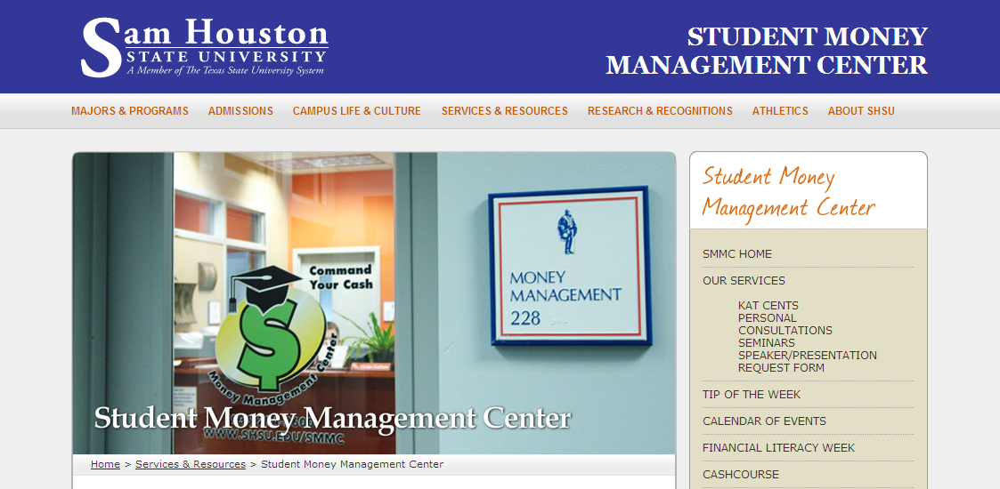 Sam Houston
STATE UNIVERSITY
A Member of The Texas State University System
STUDENT MONEY
MANAGEMENT CENTER
MAJORS & PROGRAMS ADMISSIONS CAMPUS LIFE & CULTURE SERVICES & RESOURCES RESEARCH & RECOGNITIONS ATHLETICS ABOUT SHSU
Command
Your Cash
$
Money Management Center
WWW.SHSU.EDU/SMMC
MONEY
MANAGEMENT
228
Student Money Management Center
Home > Services & Resources > Student Money Management Center
Student Money
Management Center
SMMC HOME
OUR SERVICES
KAT CENTS
PERSONAL
CONSULTATIONS
SEMINARS
SPEAKER/PRESENTATION
REQUEST FORM
TIP OF THE WEEK
CALENDAR OF EVENTS
FINANCIAL LITERACY WEEK
CASHCOURSE